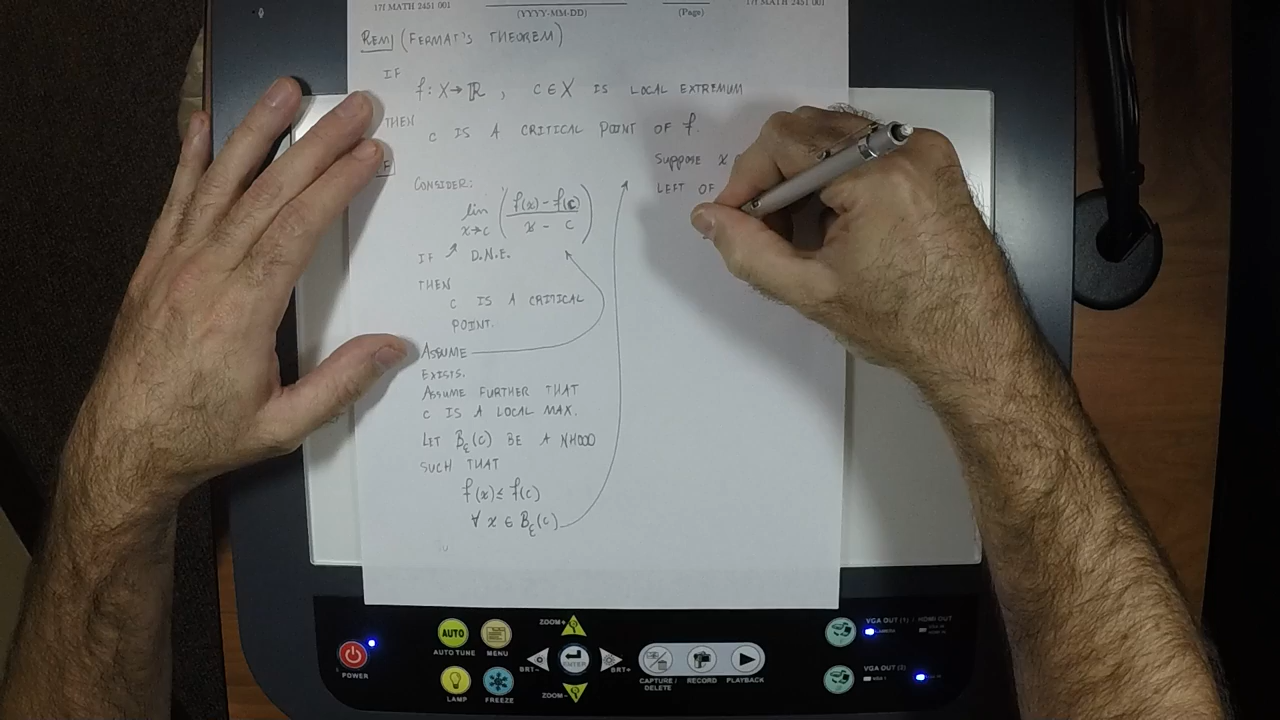 17f MATH 2451 001
(YYYY-MM-DD)
(Page)
17f MATH 2451 001
REM (FERMAT'S THEOREM)
IF
f: X→ℝ, C∈X IS LOCAL EXTREMUM
THEN
C IS A CRITICAL POINT OF f.
F
CONSIDER:
lim x→c ( f(x) - f(c) / x - c )
IF ↗ D.N.E.
THEN
C IS A CRITICAL
POINT.
ASSUME
EXISTS.
ASSUME FURTHER THAT
C IS A LOCAL MAX.
LET Bε(c) BE A NHOOD
SUCH THAT
f(x) ≤ f(c)
∀ x ∈ Bε(c)
SUPPOSE x
LEFT OF
POWER
AUTO
AUTO TUNE
MENU
LAMP
FREEZE
ZOOM+
BRT-
ENTER
BRT+
ZOOM-
CAPTURE / DELETE
RECORD
PLAYBACK
VGA OUT (1) / HDMI OUT
VGA OUT (2)